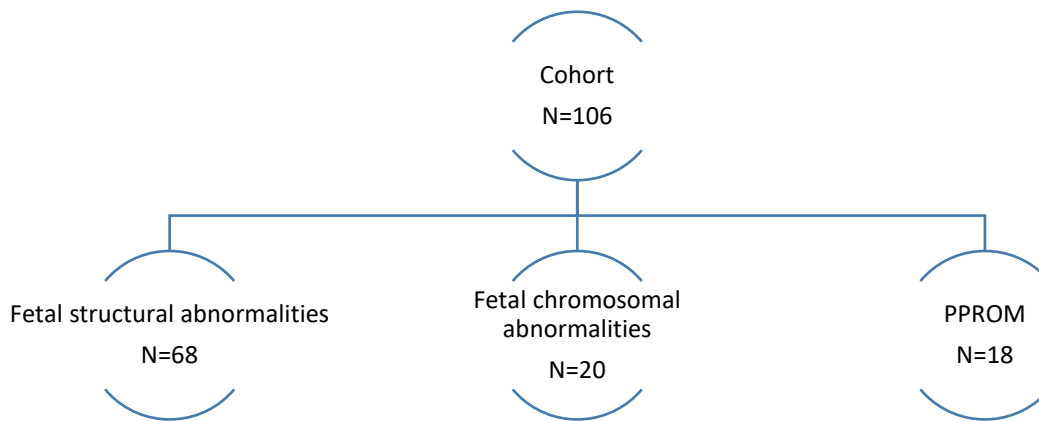 Cohort
N=106
Fetal structural abnormalities
N=68
Fetal chromosomal
abnormalities
N=20
PPROM
N=18